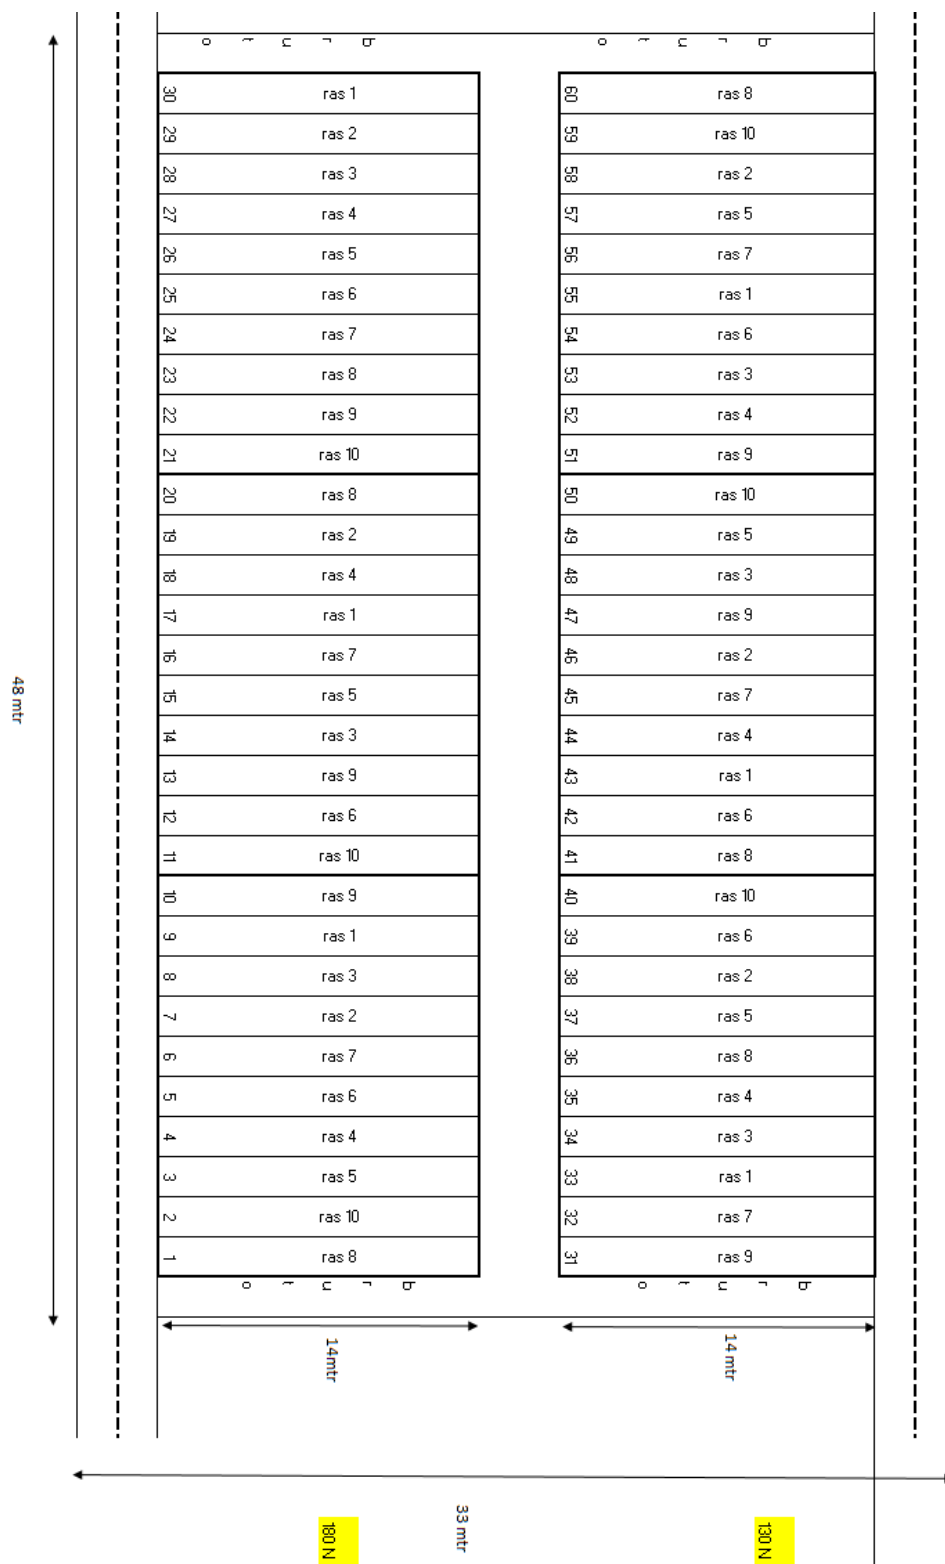 o t u r b o t u r b
30 ras 1 60 ras 8
29 ras 2 59 ras 10
28 ras 3 58 ras 2
27 ras 4 57 ras 5
26 ras 5 56 ras 7
25 ras 6 55 ras 1
24 ras 7 54 ras 6
23 ras 8 53 ras 3
22 ras 9 52 ras 4
21 ras 10 51 ras 9
20 ras 8 50 ras 10
19 ras 2 49 ras 5
18 ras 4 48 ras 3
17 ras 1 47 ras 9
16 ras 7 46 ras 2
15 ras 5 45 ras 7
14 ras 3 44 ras 4
13 ras 9 43 ras 1
12 ras 6 42 ras 6
11 ras 10 41 ras 8
10 ras 9 40 ras 10
9 ras 1 39 ras 6
8 ras 3 38 ras 2
7 ras 2 37 ras 5
6 ras 7 36 ras 8
5 ras 6 35 ras 4
4 ras 4 34 ras 3
3 ras 5 33 ras 1
2 ras 10 32 ras 7
1 ras 8 31 ras 9
o t u r b o t u r b
48 mtr
14mtr 14 mtr
33 mtr
180 N 130 N